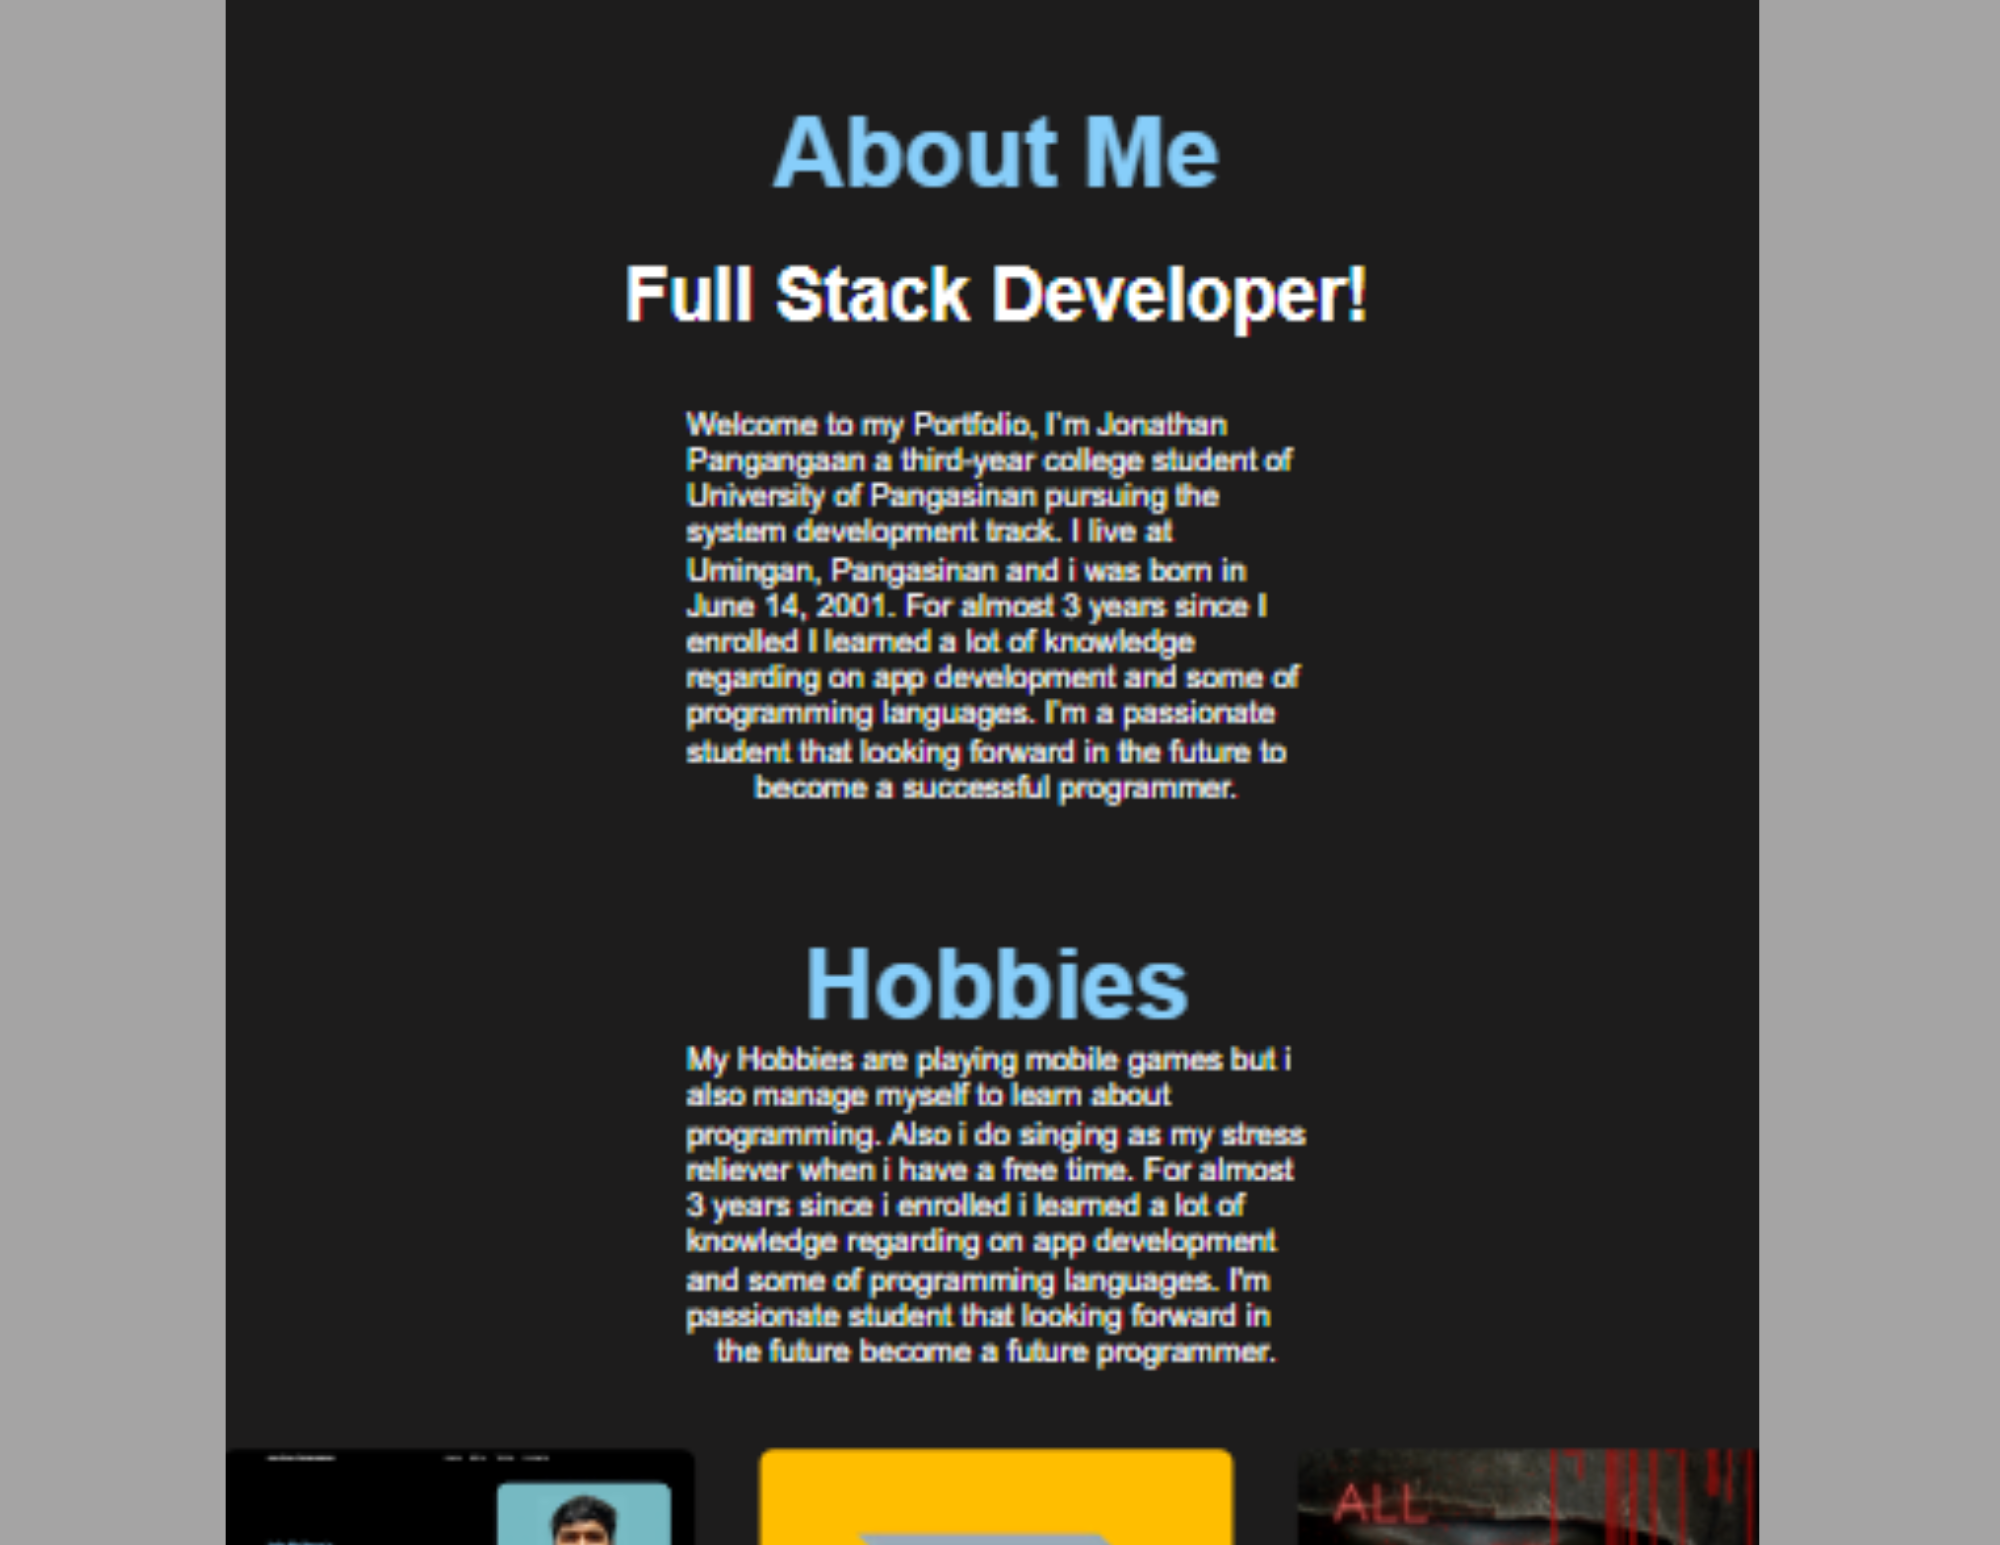 About Me
Full Stack Developer!
Welcome to my Portfolio, I'm Jonathan
Pangangaan a third-year college student of
University of Pangasinan pursuing the
system development track. I live at
Umingan, Pangasinan and i was born in
June 14, 2001. For almost 3 years since I
enrolled I learned a lot of knowledge
regarding on app development and some of
programming languages. I'm a passionate
student that looking forward in the future to
become a successful programmer.
Hobbies
My Hobbies are playing mobile games but i
also manage myself to learn about
programming. Also i do singing as my stress
reliever when i have a free time. For almost
3 years since i enrolled i learned a lot of
knowledge regarding on app development
and some of programming languages. I'm
passionate student that looking forward in
the future become a future programmer.
ALL